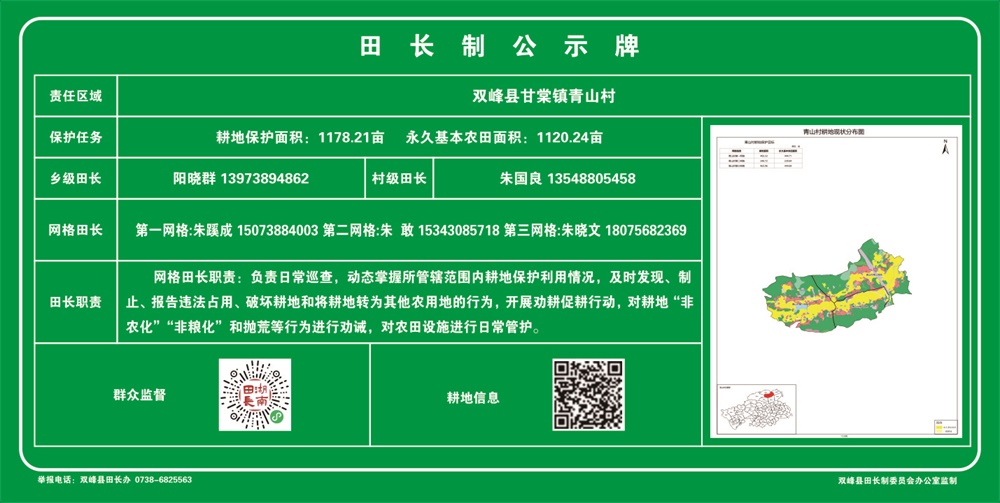 田长制公示牌
责任区域 双峰县甘棠镇青山村
保护任务 耕地保护面积：1178.21亩 永久基本农田面积：1120.24亩
乡级田长 阳晓群 13973894862 村级田长 朱国良 13548805458
网格田长 第一网格:朱蹊成 15073884003 第二网格:朱 敢 15343085718 第三网格:朱晓文 18075682369
田长职责
网格田长职责：负责日常巡查，动态掌握所管辖范围内耕地保护利用情况，及时发现、制
止、报告违法占用、破坏耕地和将耕地转为其他农用地的行为，开展劝耕促耕行动，对耕地“非
农化”“非粮化”和抛荒等行为进行劝诫，对农田设施进行日常管护。
群众监督
湖南田长
耕地信息
青山村耕地现状分布图
N
举报电话：双峰县田长办 0738-6825563
双峰县田长制委员会办公室监制